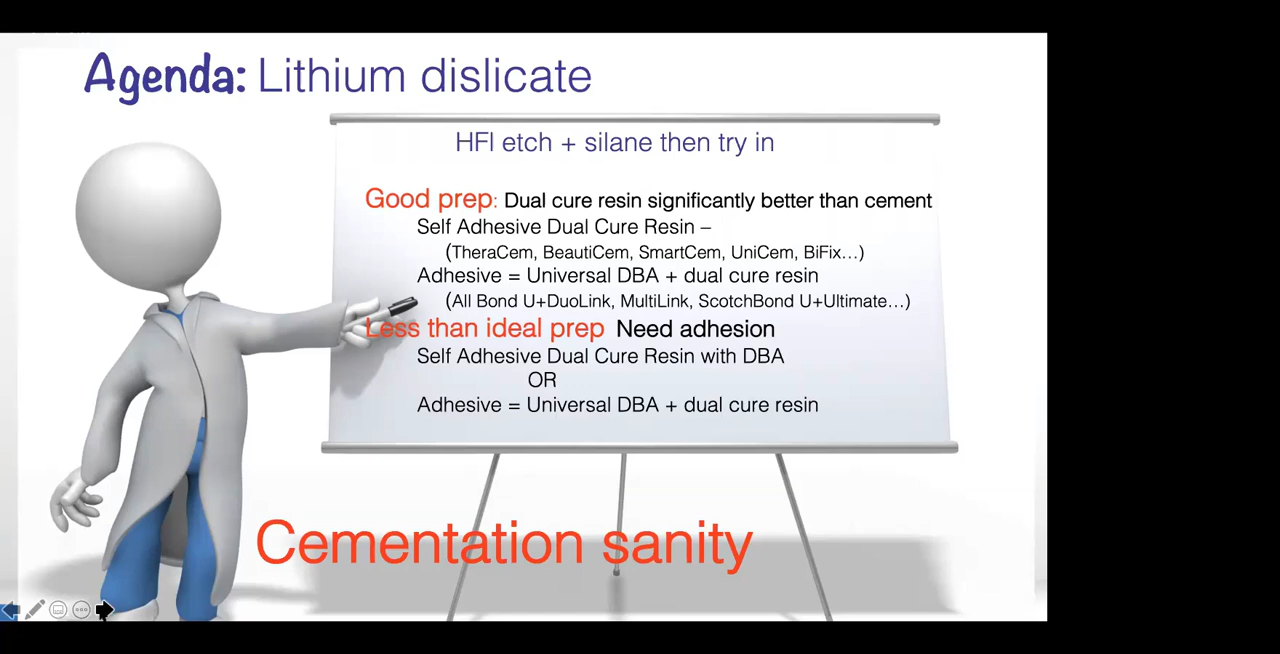 Agenda: Lithium dislicate
HFl etch + silane then try in
Good prep: Dual cure resin significantly better than cement
Self Adhesive Dual Cure Resin –
(TheraCem, BeautiCem, SmartCem, UniCem, BiFix…)
Adhesive = Universal DBA + dual cure resin
(All Bond U+DuoLink, MultiLink, ScotchBond U+Ultimate…)
Less than ideal prep Need adhesion
Self Adhesive Dual Cure Resin with DBA
OR
Adhesive = Universal DBA + dual cure resin
Cementation sanity